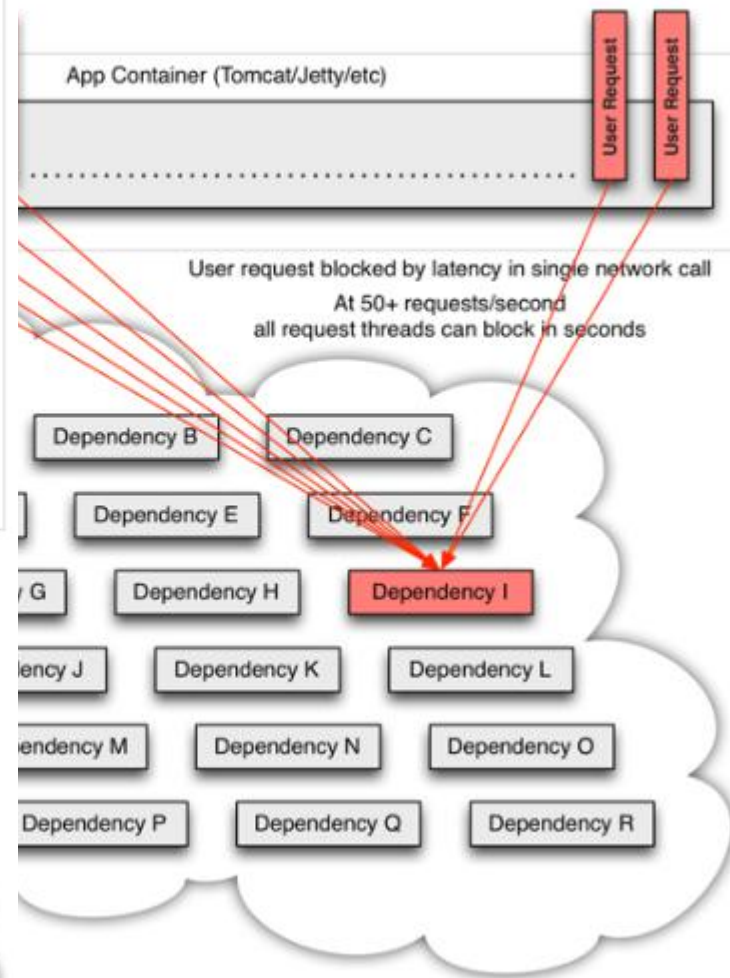 User Request
User Request
App Container (Tomcat/Jetty/etc)
User request blocked by latency in single network call
At 50+ requests/second
all request threads can block in seconds
Dependency B
Dependency C
Dependency E
Dependency F
y G
Dependency H
Dependency I
dency J
Dependency K
Dependency L
endency M
Dependency N
Dependency O
Dependency P
Dependency Q
Dependency R